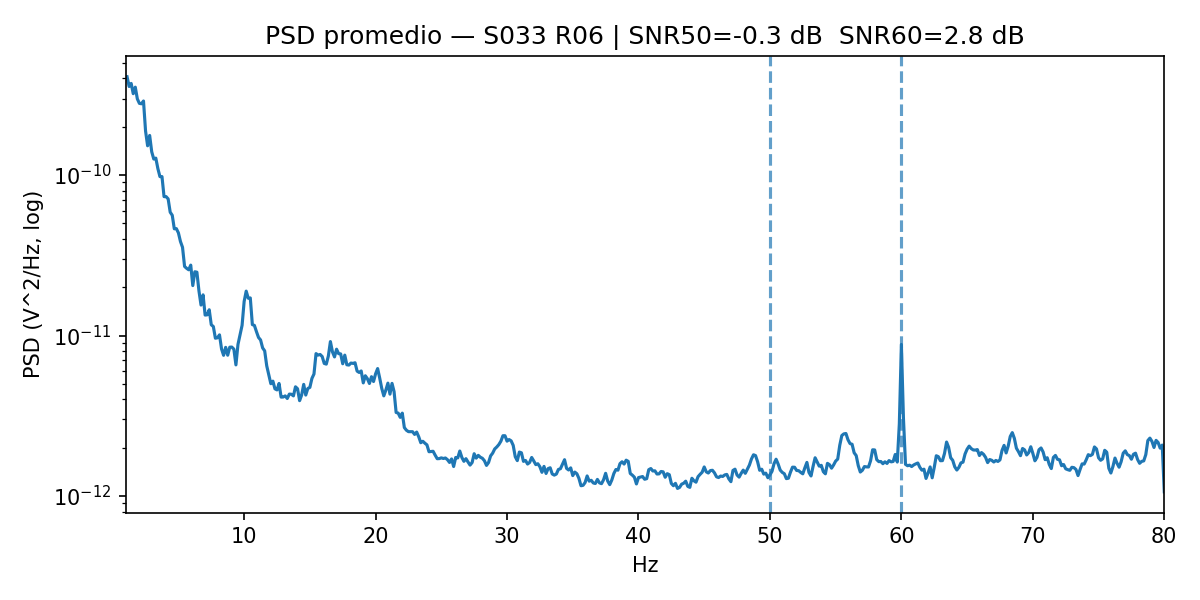 PSD promedio — S033 R06 | SNR50=-0.3 dB  SNR60=2.8 dB
PSD (V^2/Hz, log)
10^−10
10^−11
10^−12
10 20 30 40 50 60 70 80
Hz